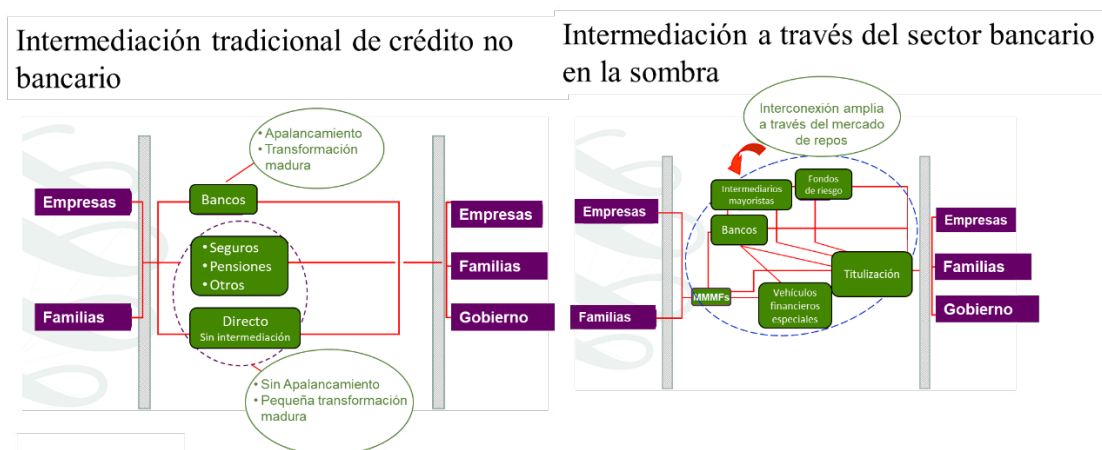 Intermediación tradicional de crédito no
bancario
• Apalancamiento
• Transformación
madura
Empresas
Familias
Bancos
• Seguros
• Pensiones
• Otros
Directo
Sin intermediación
Empresas
Familias
Gobierno
• Sin Apalancamiento
• Pequeña transformación
madura
Intermediación a través del sector bancario
en la sombra
Interconexión amplia
a través del mercado
de repos
Empresas
Familias
Intermediarios
mayoristas
Fondos
de riesgo
Bancos
Titulización
MMMFs
Vehículos
financieros
especiales
Empresas
Familias
Gobierno